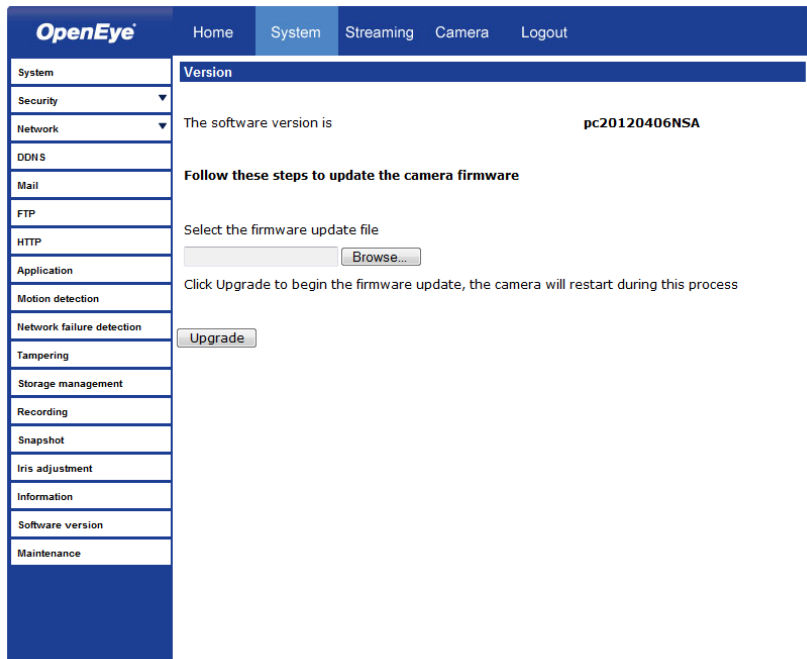 OpenEye
Home System Streaming Camera Logout
System
Security
Network
DDNS
Mail
FTP
HTTP
Application
Motion detection
Network failure detection
Tampering
Storage management
Recording
Snapshot
Iris adjustment
Information
Software version
Maintenance
Version
The software version is pc20120406NSA
Follow these steps to update the camera firmware
Select the firmware update file
Browse...
Click Upgrade to begin the firmware update, the camera will restart during this process
Upgrade